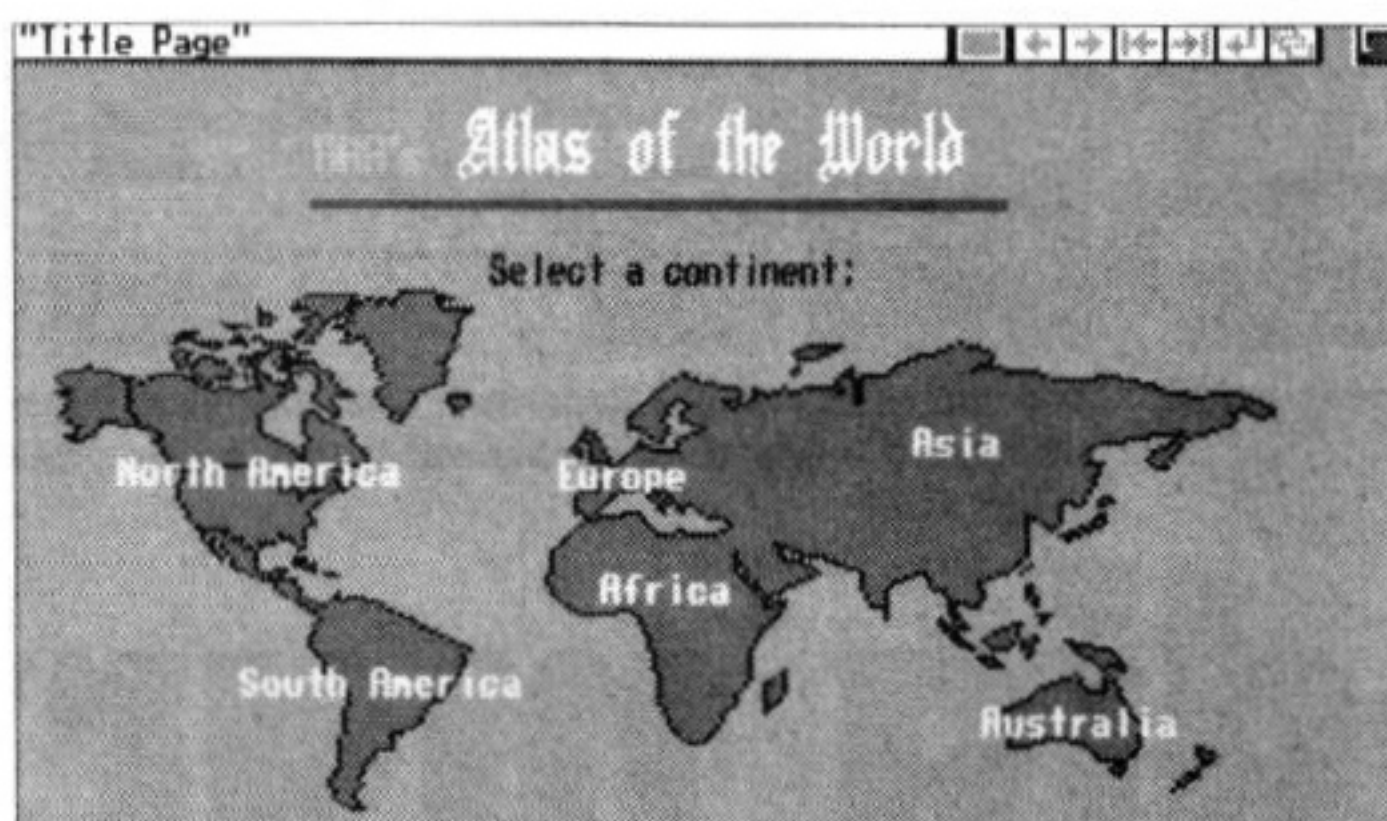 "Title Page"
Atlas of the World
Select a continent:
North America
Europe
Asia
Africa
South America
Australia